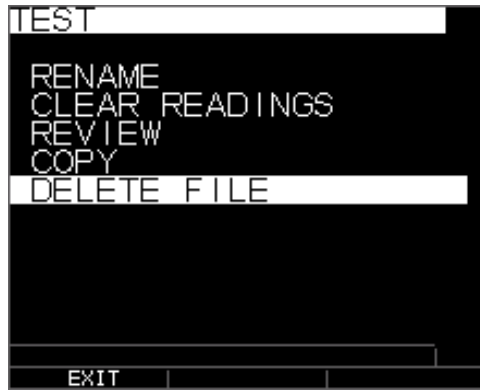 TEST
RENAME
CLEAR READINGS
REVIEW
COPY
DELETE FILE
EXIT